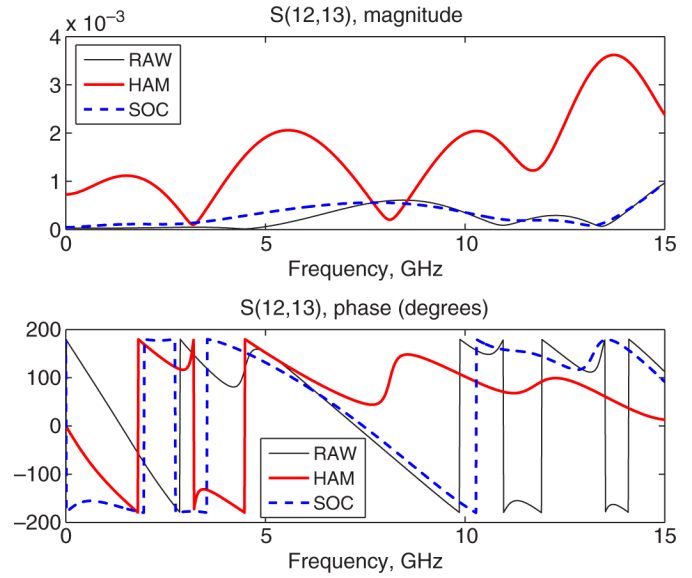 S(12,13), magnitude
x 10⁻³
4
3
2
1
0
RAW
HAM
SOC
0 5 10 15
Frequency, GHz
S(12,13), phase (degrees)
200
100
0
−100
−200
RAW
HAM
SOC
0 5 10 15
Frequency, GHz